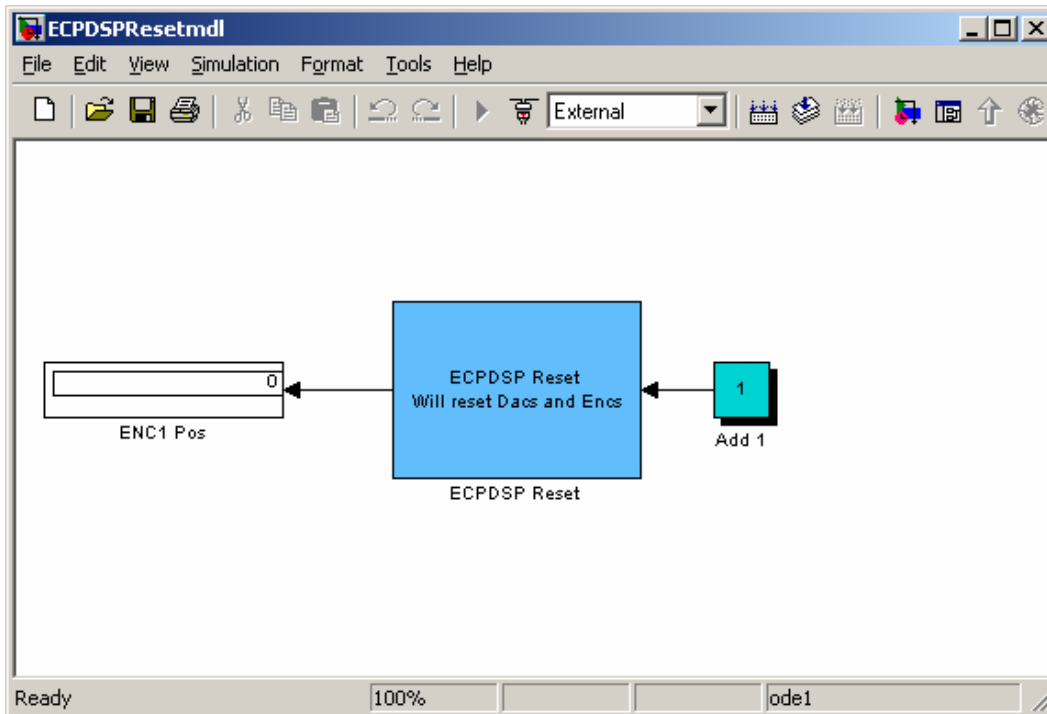 ECPDSPResetmdl
File Edit View Simulation Format Tools Help
External
ECPDSP Reset
Will reset Dacs and Encs
0
1
ENC1 Pos
Add 1
ECPDSP Reset
Ready 100% ode1